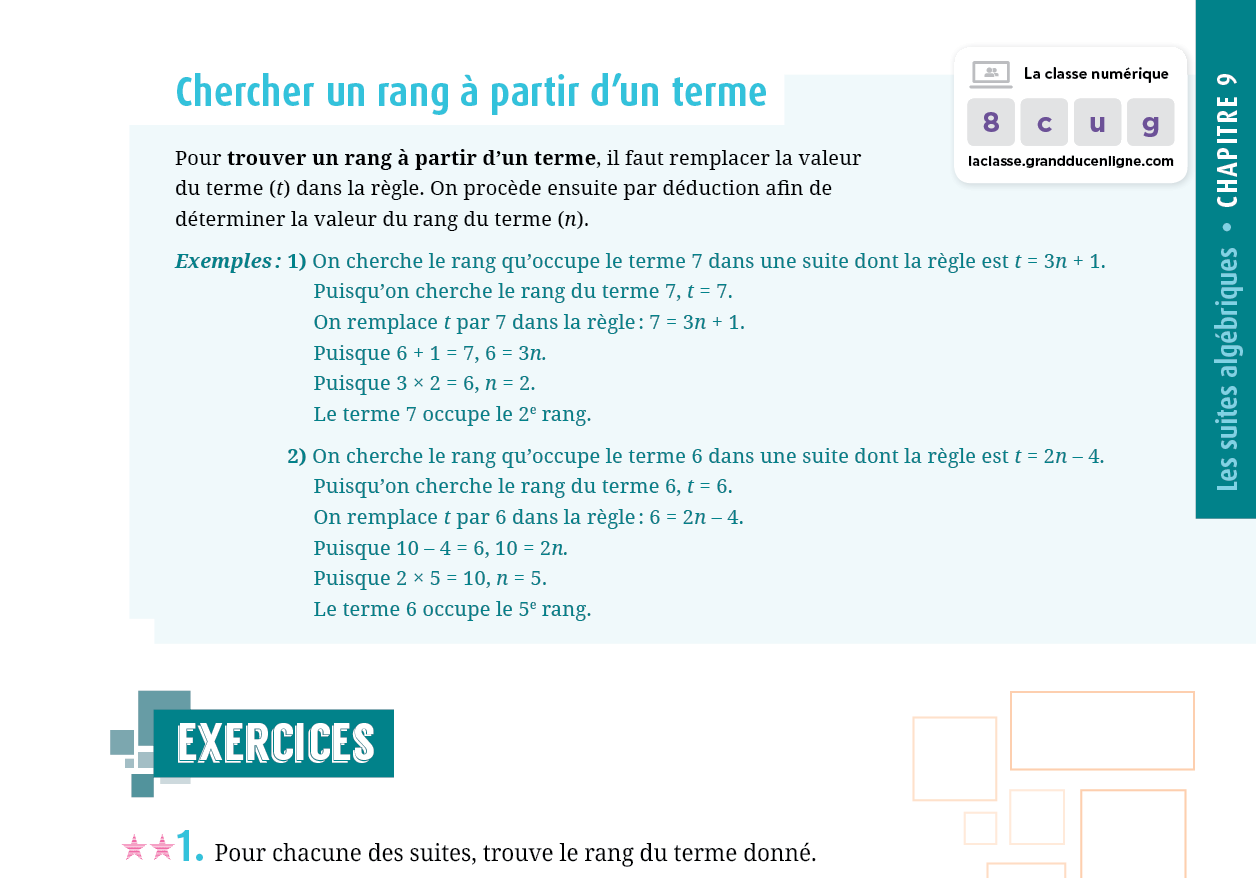 Chercher un rang à partir d’un terme
La classe numérique
8 c u g
laclasse.grandducenligne.com
Pour trouver un rang à partir d’un terme, il faut remplacer la valeur
du terme (t) dans la règle. On procède ensuite par déduction afin de
déterminer la valeur du rang du terme (n).
Exemples : 1) On cherche le rang qu’occupe le terme 7 dans une suite dont la règle est t = 3n + 1.
Puisqu’on cherche le rang du terme 7, t = 7.
On remplace t par 7 dans la règle : 7 = 3n + 1.
Puisque 6 + 1 = 7, 6 = 3n.
Puisque 3 × 2 = 6, n = 2.
Le terme 7 occupe le 2e rang.
2) On cherche le rang qu’occupe le terme 6 dans une suite dont la règle est t = 2n – 4.
Puisqu’on cherche le rang du terme 6, t = 6.
On remplace t par 6 dans la règle : 6 = 2n – 4.
Puisque 10 – 4 = 6, 10 = 2n.
Puisque 2 × 5 = 10, n = 5.
Le terme 6 occupe le 5e rang.
Les suites algébriques • CHAPITRE 9
EXERCICES
1. Pour chacune des suites, trouve le rang du terme donné.